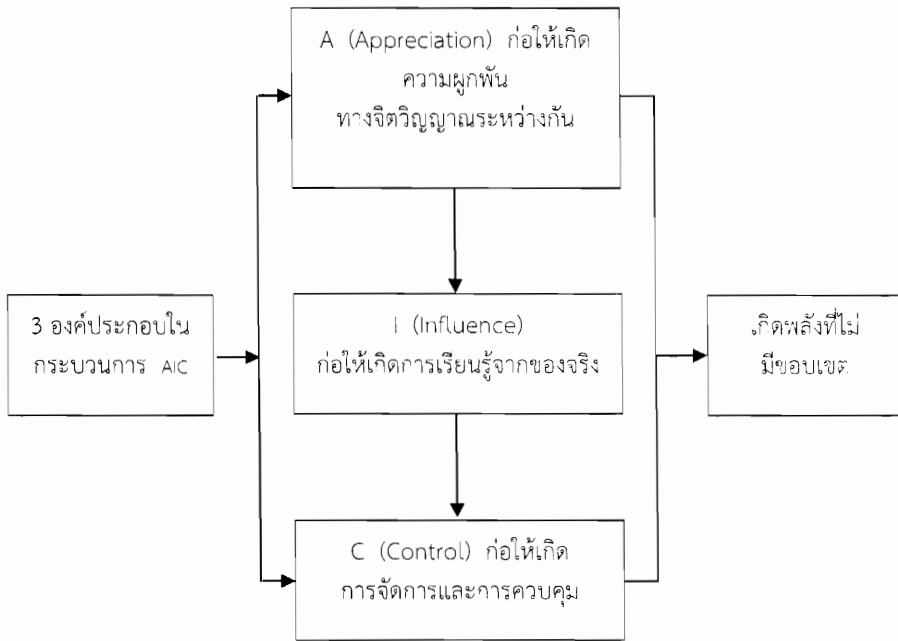 A (Appreciation) ก่อให้เกิด
ความผูกพัน
ทางจิตวิญญาณระหว่างกัน
3 องค์ประกอบใน
กระบวนการ AIC
I (Influence)
ก่อให้เกิดการเรียนรู้จากของจริง
เกิดพลังที่ไม่
มีขอบเขต
C (Control) ก่อให้เกิด
การจัดการและการควบคุม